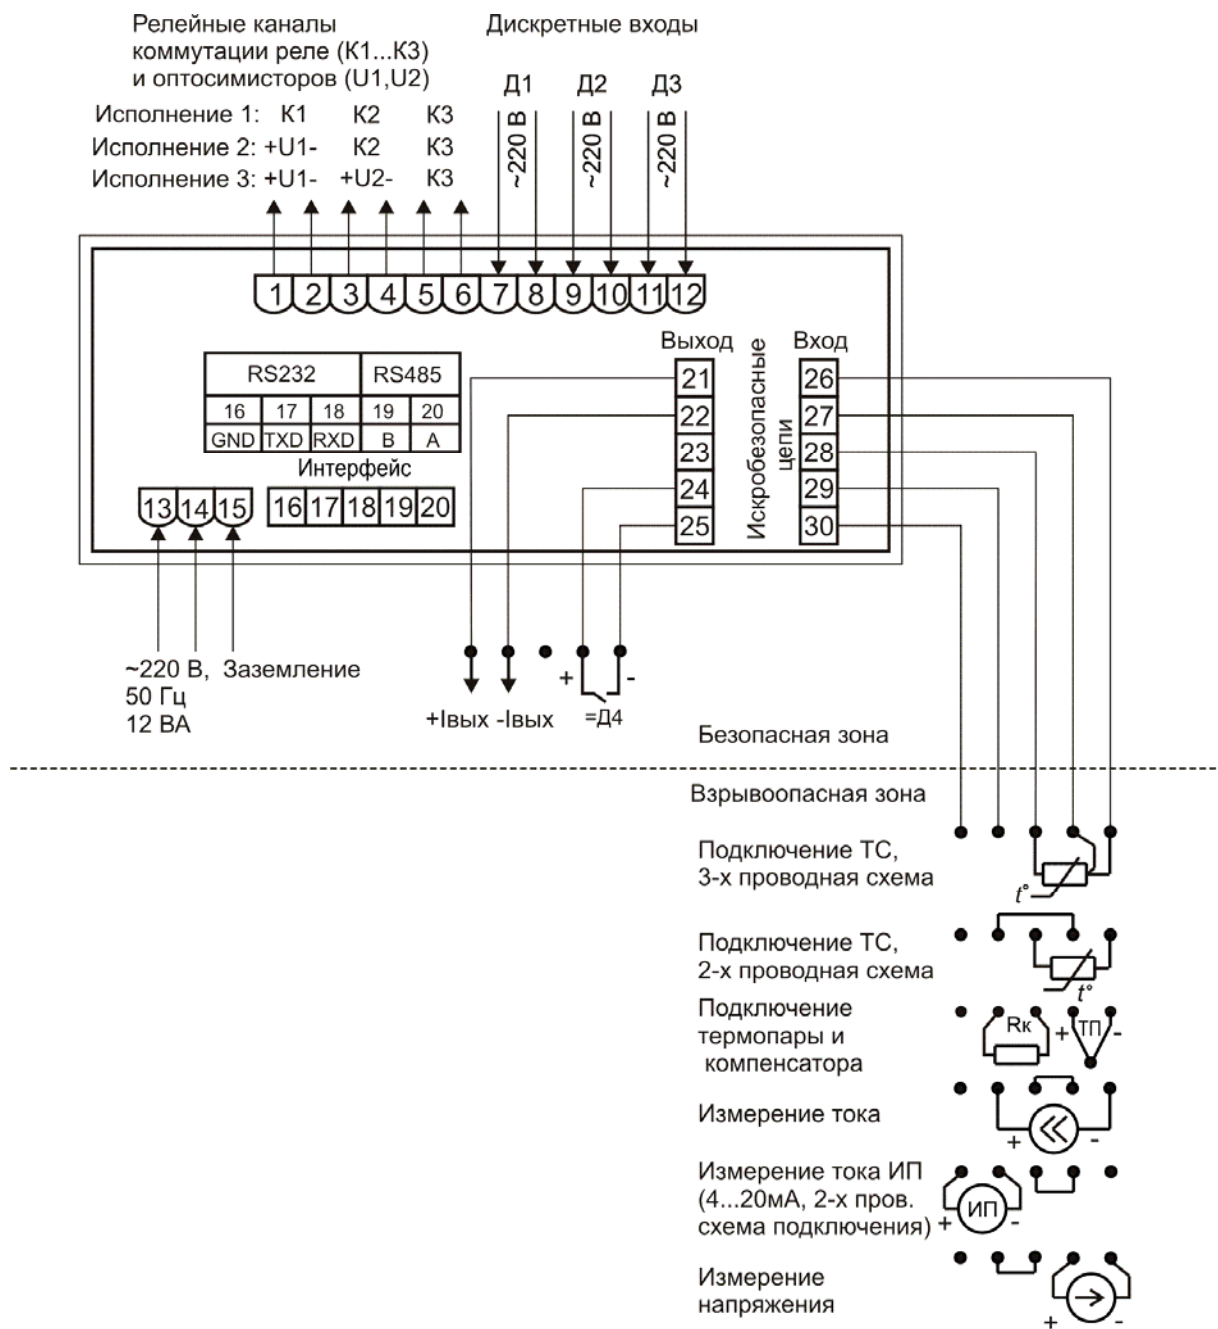 Релейные каналы
коммутации реле (К1...К3)
и оптосимисторов (U1,U2)
Дискретные входы
Д1 Д2 Д3
Исполнение 1: К1 К2 К3
Исполнение 2: +U1- К2 К3
Исполнение 3: +U1- +U2- К3
~220 В ~220 В ~220 В
1 2 3 4 5 6 7 8 9 10 11 12
Выход
Искробезопасные
цепи
Вход
21 26
22 27
23 28
24 29
25 30
RS232 RS485
16 17 18 19 20
GND TXD RXD B A
Интерфейс
13 14 15 16 17 18 19 20
~220 В, Заземление
50 Гц
12 ВА
+ -
+Iвых -Iвых =Д4
Безопасная зона
Взрывоопасная зона
Подключение ТС,
3-х проводная схема
t°
Подключение ТС,
2-х проводная схема
t°
Подключение
термопары и
компенсатора
Rк + ТП -
Измерение тока
+ -
Измерение тока ИП
(4...20мА, 2-х пров.
схема подключения)
+ ИП -
Измерение
напряжения
+ -